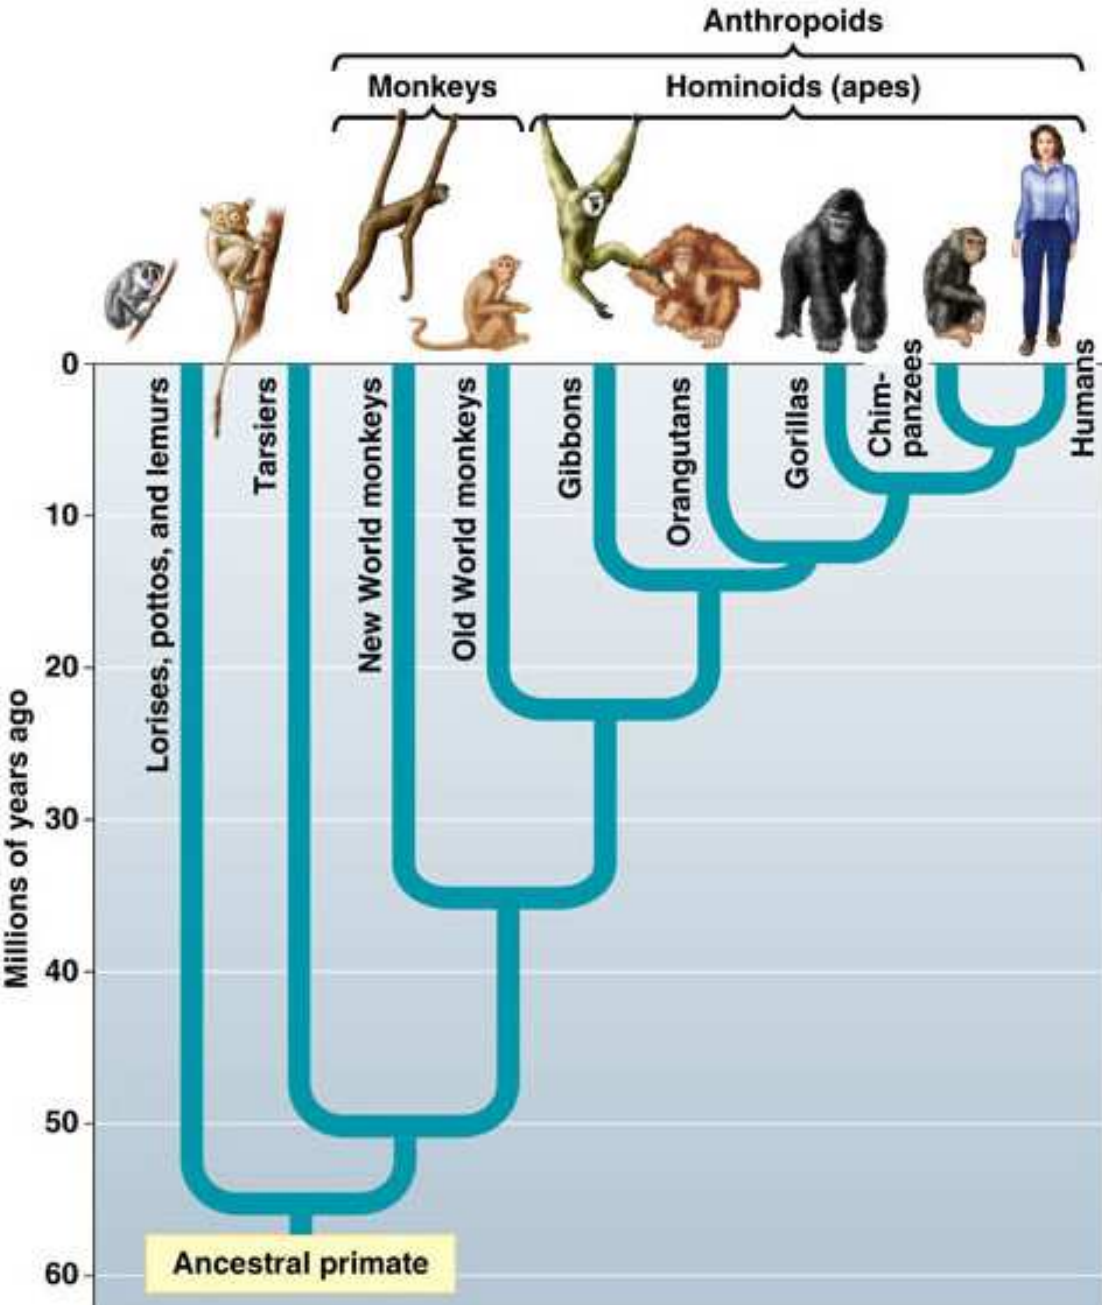 Anthropoids
Monkeys
Hominoids (apes)
0
10
20
30
40
50
60
Millions of years ago
Lorises, pottos, and lemurs
Tarsiers
New World monkeys
Old World monkeys
Gibbons
Orangutans
Gorillas
Chim-
panzees
Humans
Ancestral primate